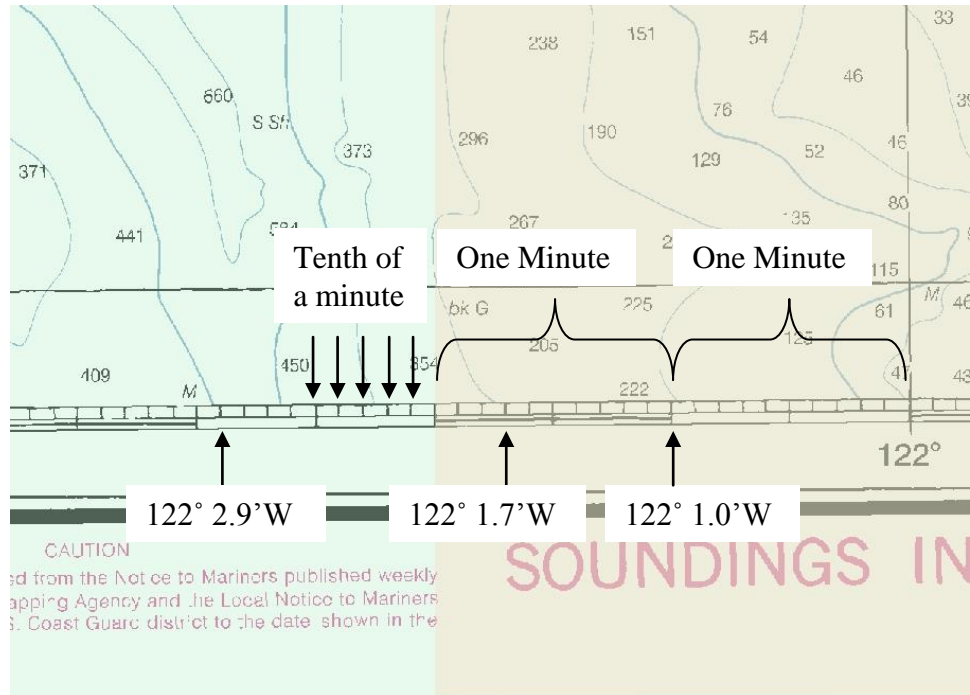 33
238
151
54
46
39
660
S Sh
76
296
190
46
373
129
52
371
80
267
135
441
Tenth of
a minute
One Minute
One Minute
115
bk G
225
M
46
61
205
125
450
354
409
M
222
47
43
122°
122° 2.9’W
122° 1.7’W
122° 1.0’W
CAUTION
SOUNDINGS IN
ed from the Notice to Mariners published weekly
apping Agency and the Local Notice to Mariners
S. Coast Guard district to the date shown in the